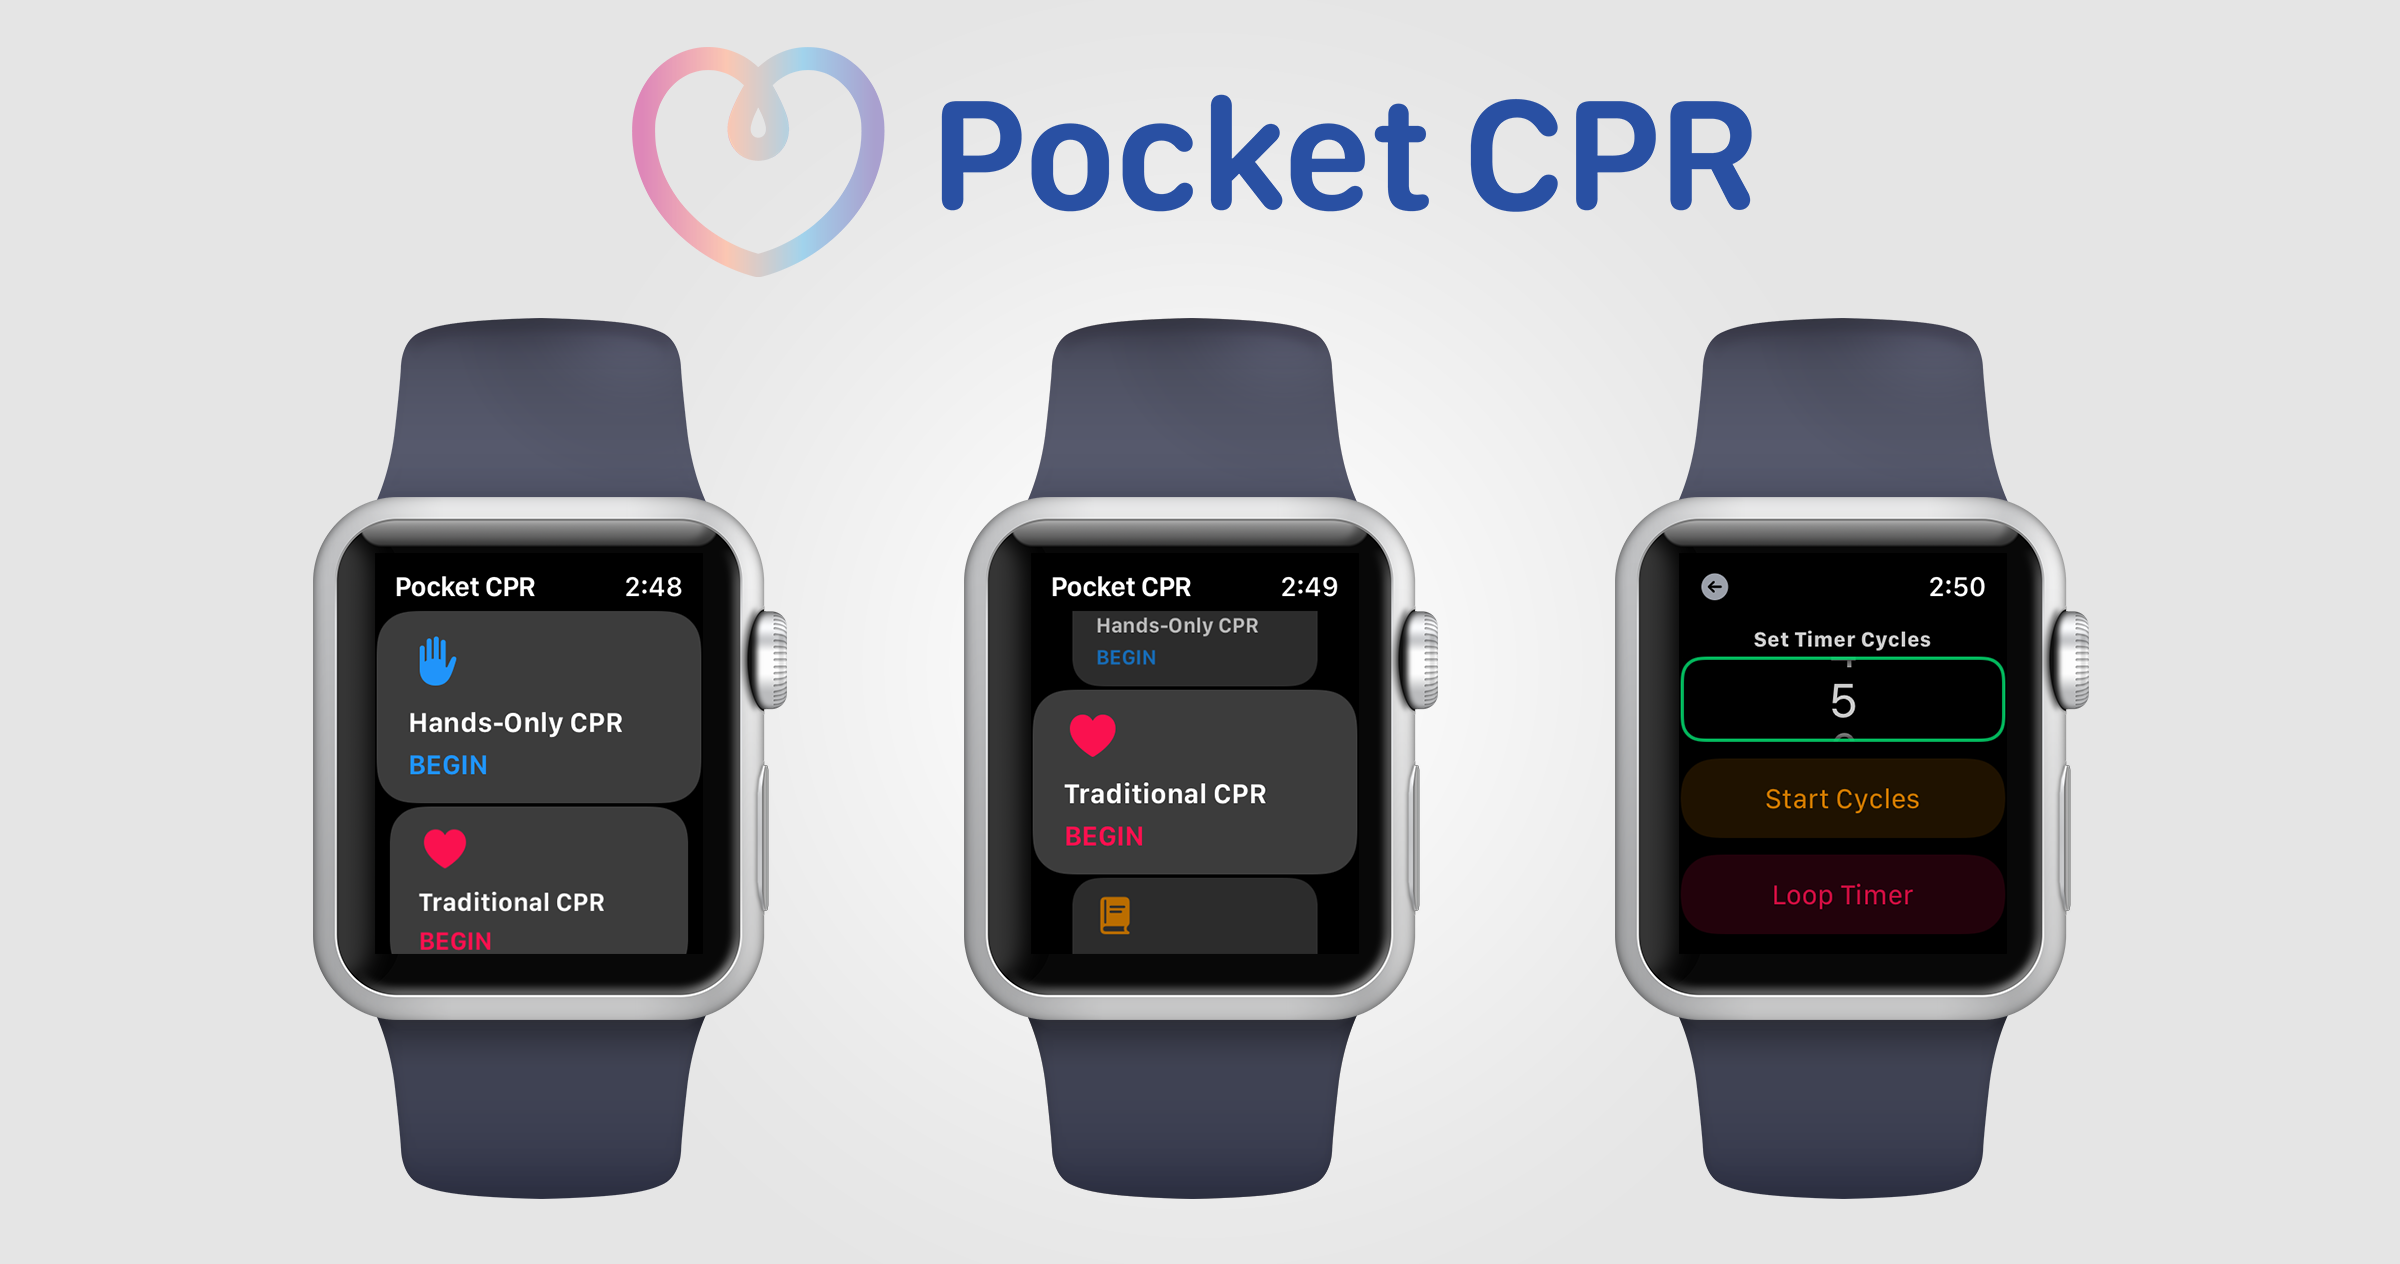 Pocket CPR
Pocket CPR 2:48
Hands-Only CPR
BEGIN
Traditional CPR
BEGIN
Pocket CPR 2:49
Hands-Only CPR
BEGIN
Traditional CPR
BEGIN
2:50
Set Timer Cycles
5
Start Cycles
Loop Timer